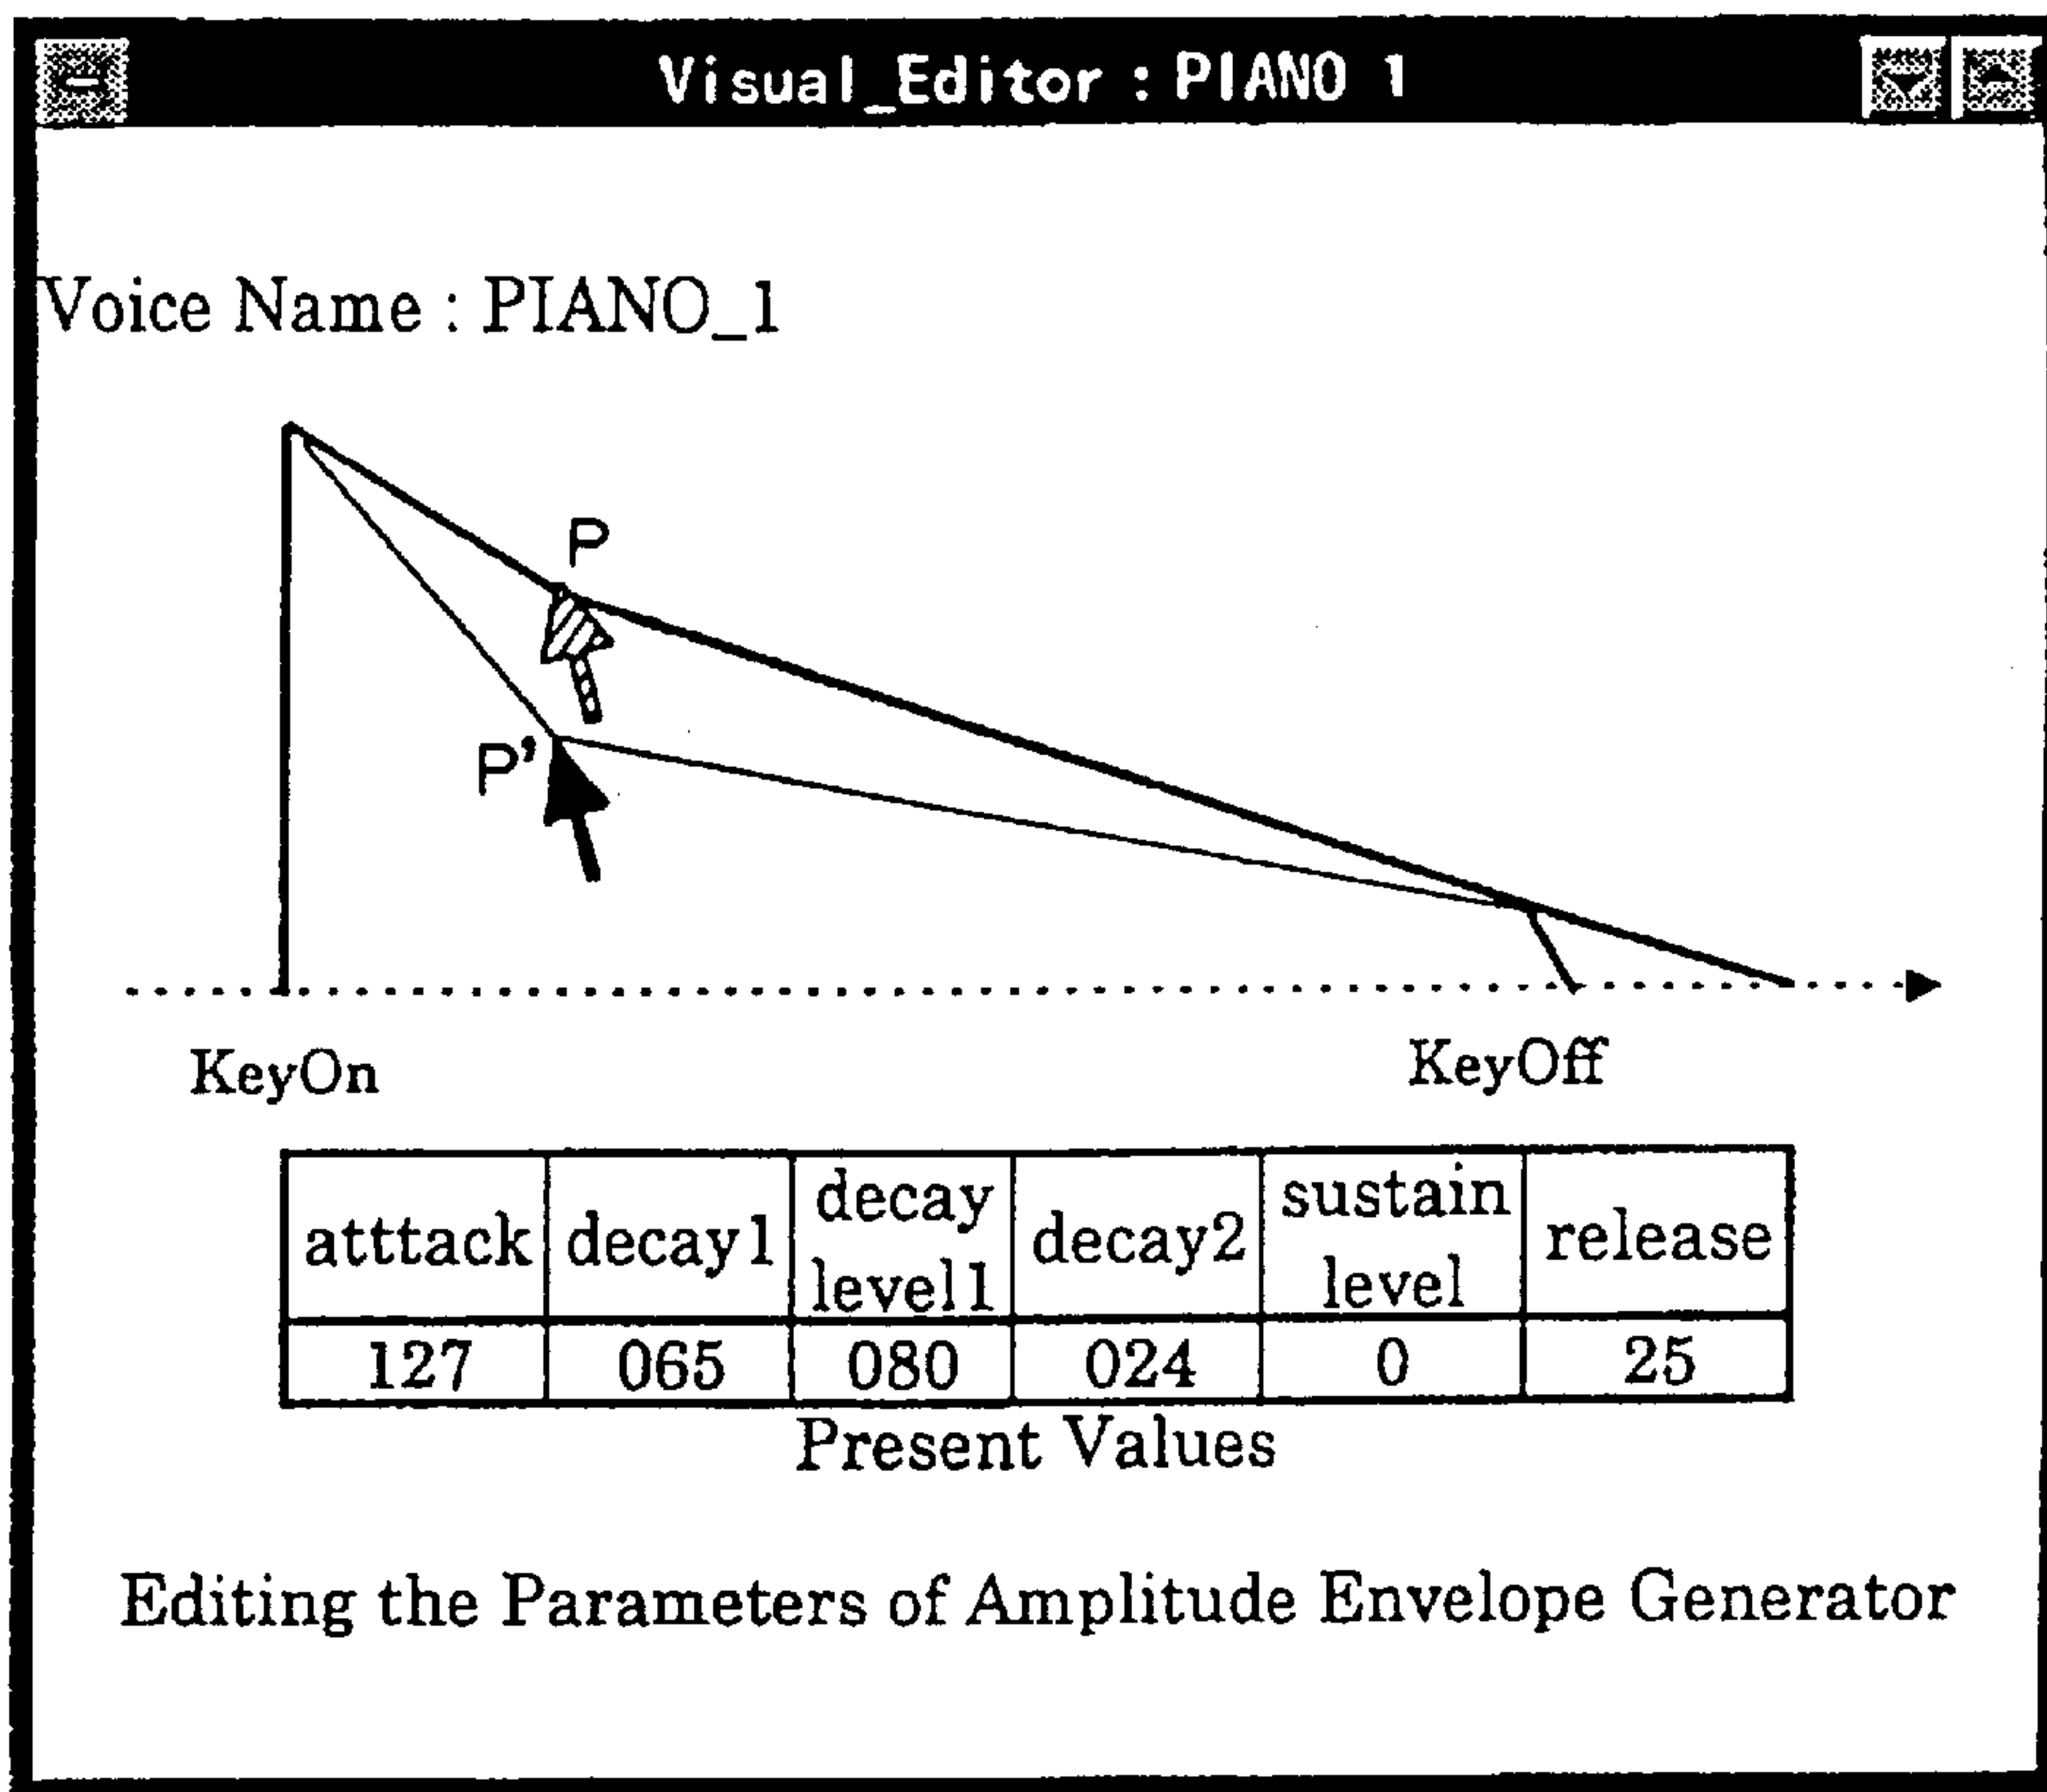 Visual_Editor : PIANO 1
Voice Name : PIANO_1
P
P'
KeyOn
KeyOff
atttack decay1 decay level1 decay2 sustain level release
127 065 080 024 0 25
Present Values
Editing the Parameters of Amplitude Envelope Generator